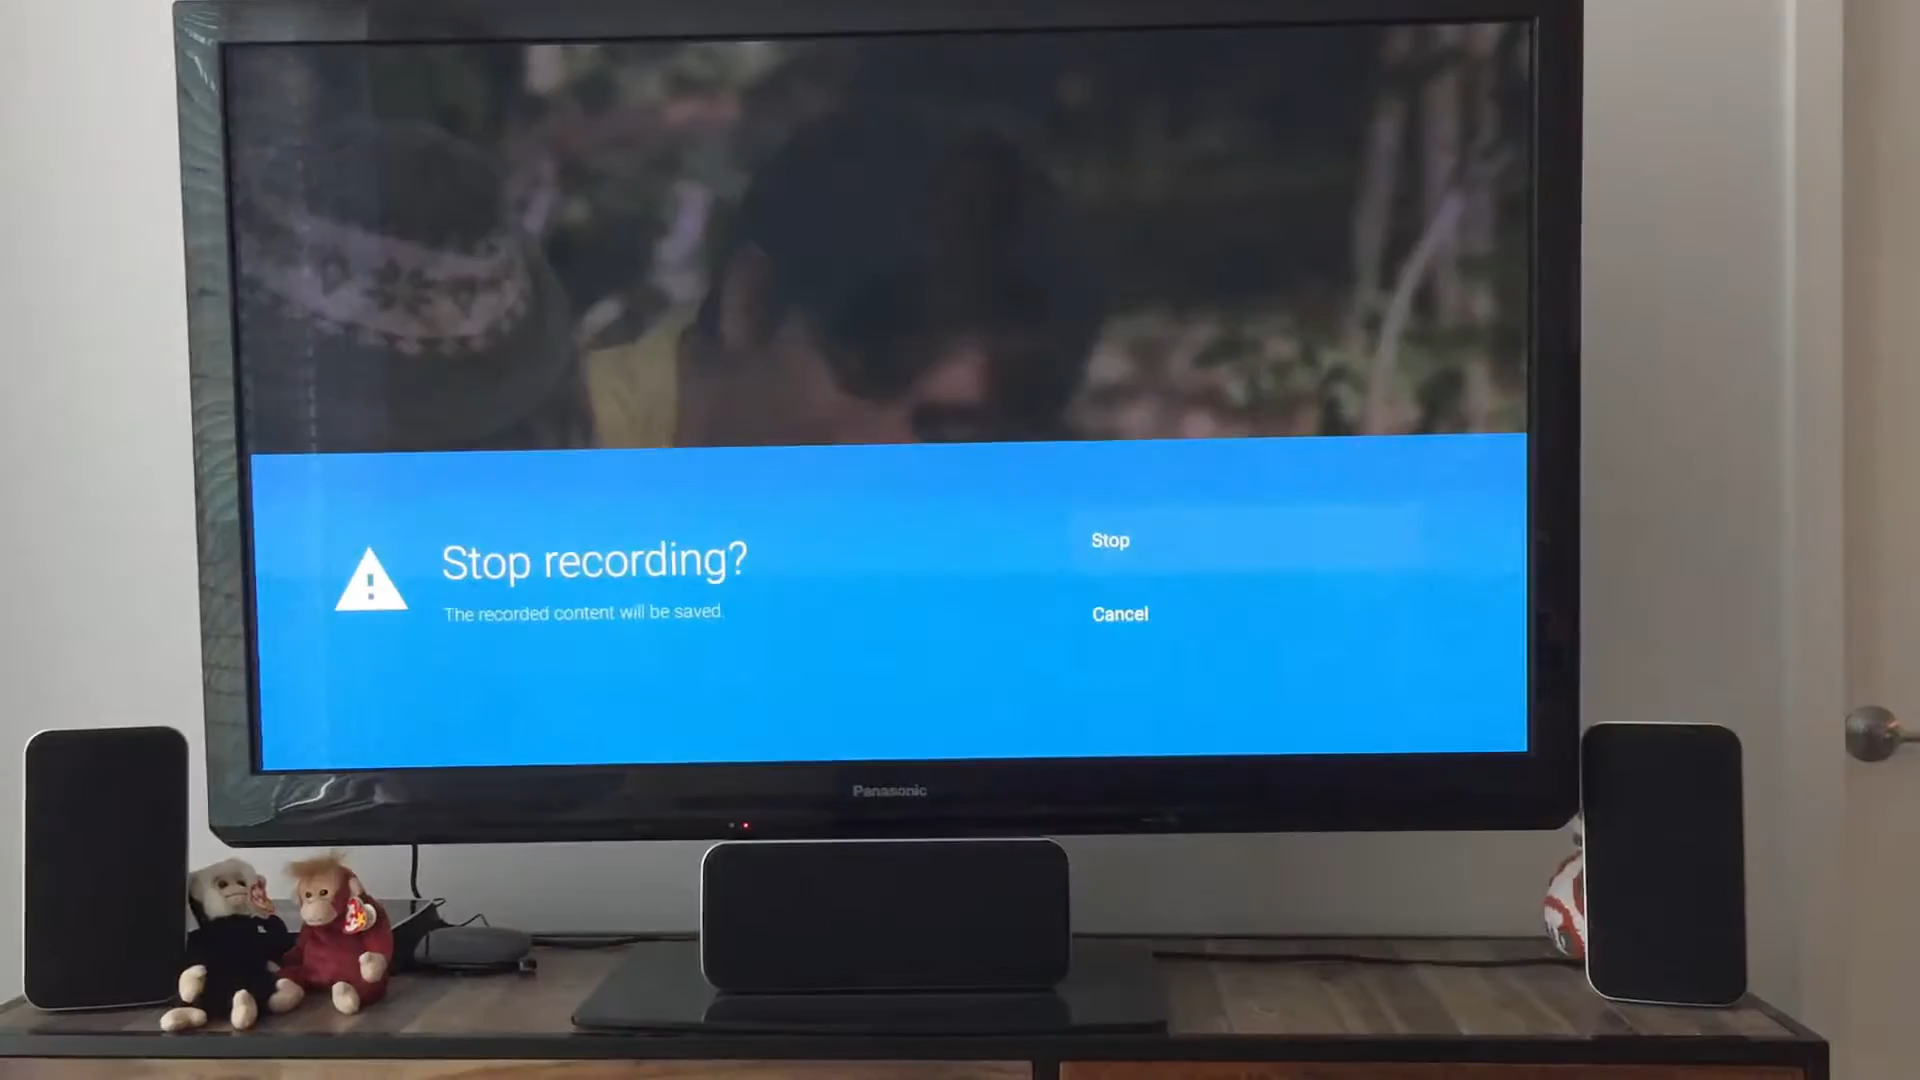 Stop recording?
The recorded content will be saved.
Stop
Cancel
Panasonic